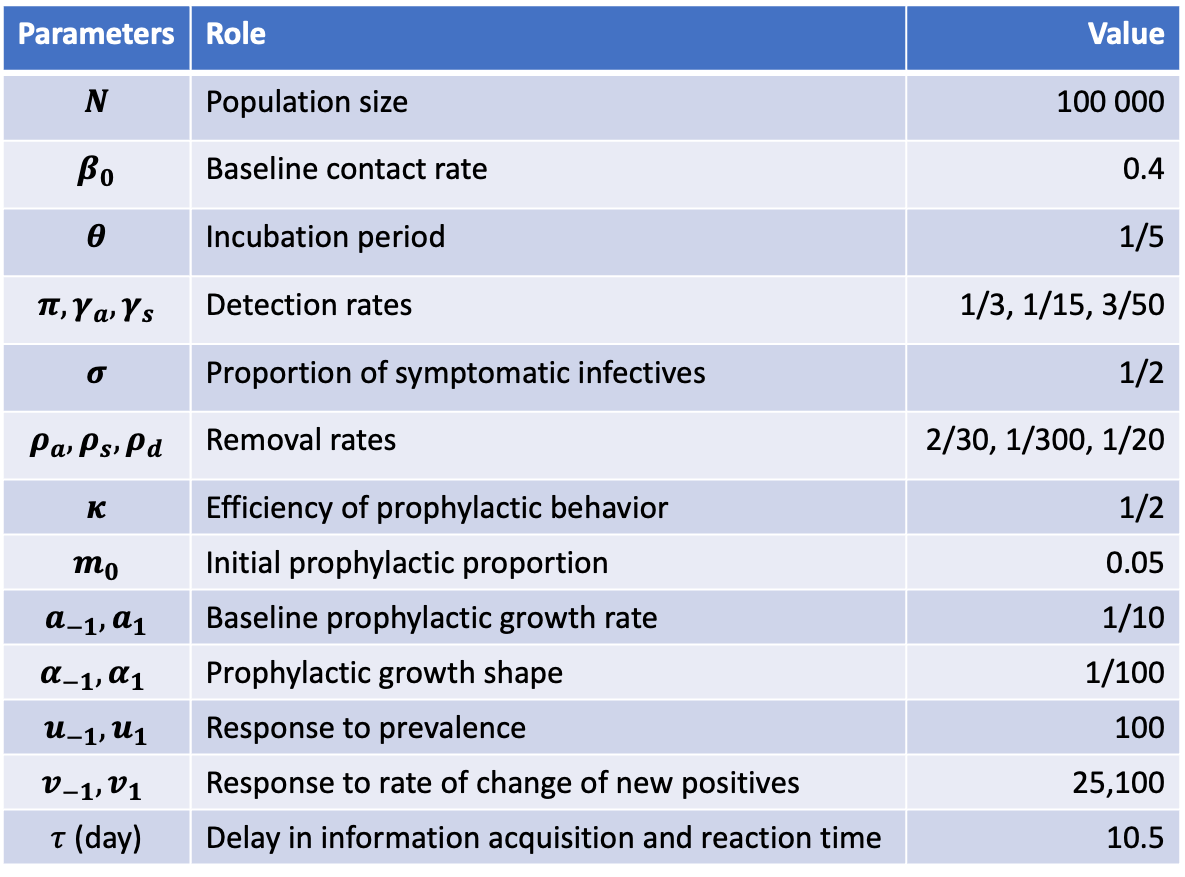 Parameters Role Value
N Population size 100 000
β₀ Baseline contact rate 0.4
θ Incubation period 1/5
π, γₐ, γₛ Detection rates 1/3, 1/15, 3/50
σ Proportion of symptomatic infectives 1/2
ρₐ, ρₛ, ρ_d Removal rates 2/30, 1/300, 1/20
κ Efficiency of prophylactic behavior 1/2
m₀ Initial prophylactic proportion 0.05
a₋₁, a₁ Baseline prophylactic growth rate 1/10
α₋₁, α₁ Prophylactic growth shape 1/100
u₋₁, u₁ Response to prevalence 100
v₋₁, v₁ Response to rate of change of new positives 25,100
τ (day) Delay in information acquisition and reaction time 10.5